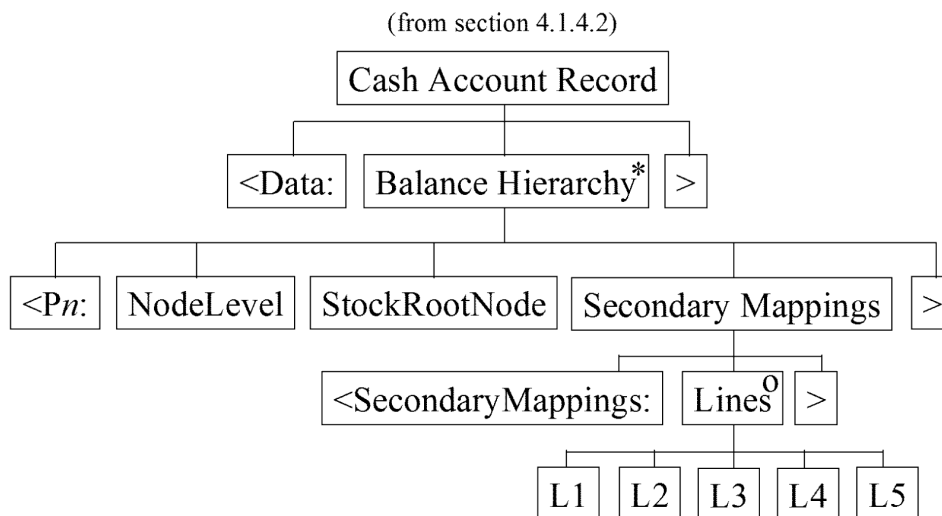 (from section 4.1.4.2)
Cash Account Record
<Data: Balance Hierarchy* >
<Pn: NodeLevel StockRootNode Secondary Mappings >
<SecondaryMappings: Lines o >
L1 L2 L3 L4 L5